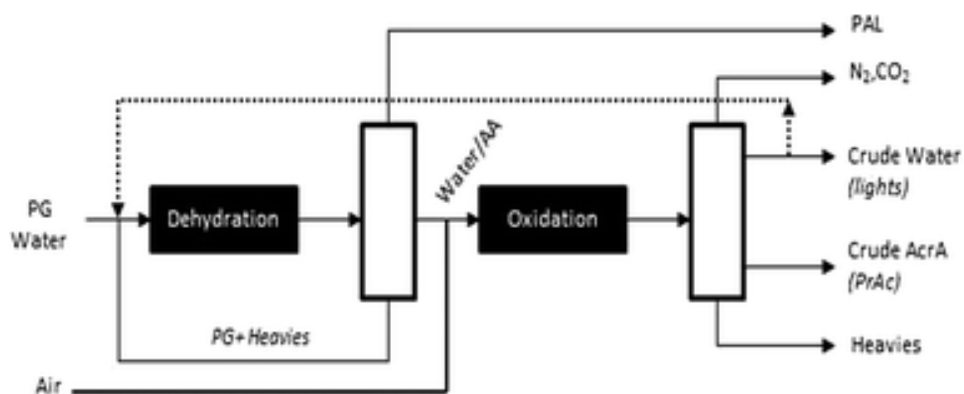 PAL
N₂,CO₂
Water/AA
Crude Water
(lights)
PG
Water
Dehydration
Oxidation
Crude AcrA
(PrAc)
PG+ Heavies
Heavies
Air